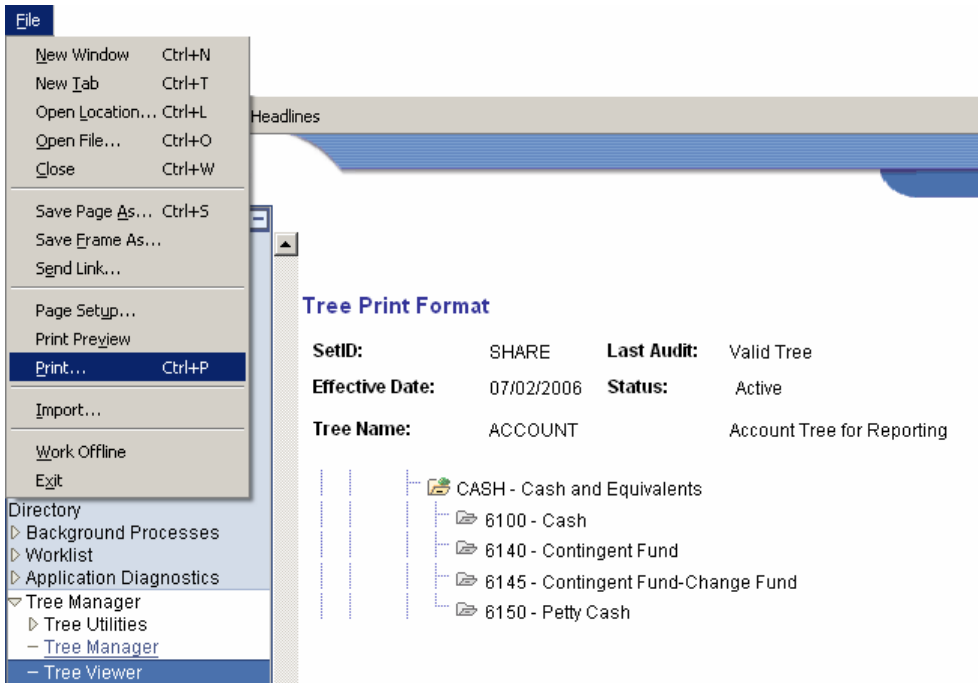 File
New Window Ctrl+N
New Tab Ctrl+T
Open Location... Ctrl+L
Open File... Ctrl+O
Close Ctrl+W
Save Page As... Ctrl+S
Save Frame As...
Send Link...
Page Setup...
Print Preview
Print... Ctrl+P
Import...
Work Offline
Exit
Headlines
Directory
Background Processes
Worklist
Application Diagnostics
Tree Manager
Tree Utilities
Tree Manager
Tree Viewer
Tree Print Format
SetID: SHARE Last Audit: Valid Tree
Effective Date: 07/02/2006 Status: Active
Tree Name: ACCOUNT Account Tree for Reporting
CASH - Cash and Equivalents
6100 - Cash
6140 - Contingent Fund
6145 - Contingent Fund-Change Fund
6150 - Petty Cash